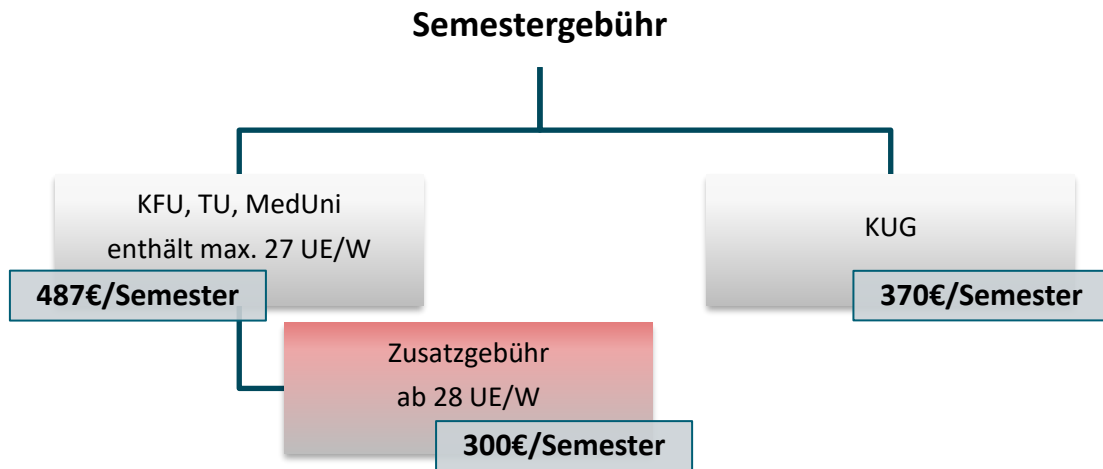 Semestergebühr
KFU, TU, MedUni
enthält max. 27 UE/W
487€/Semester
KUG
370€/Semester
Zusatzgebühr
ab 28 UE/W
300€/Semester